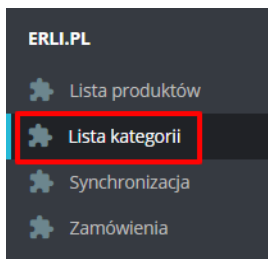 ERLI.PL
Lista produktów
Lista kategorii
Synchronizacja
Zamówienia